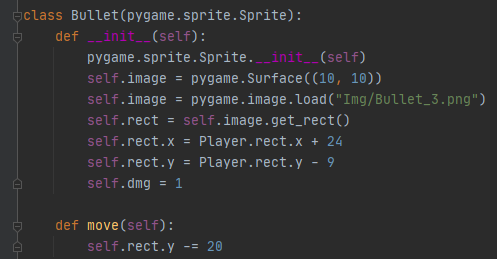 class Bullet(pygame.sprite.Sprite):
    def __init__(self):
        pygame.sprite.Sprite.__init__(self)
        self.image = pygame.Surface((10, 10))
        self.image = pygame.image.load("Img/Bullet_3.png")
        self.rect = self.image.get_rect()
        self.rect.x = Player.rect.x + 24
        self.rect.y = Player.rect.y - 9
        self.dmg = 1

    def move(self):
        self.rect.y -= 20